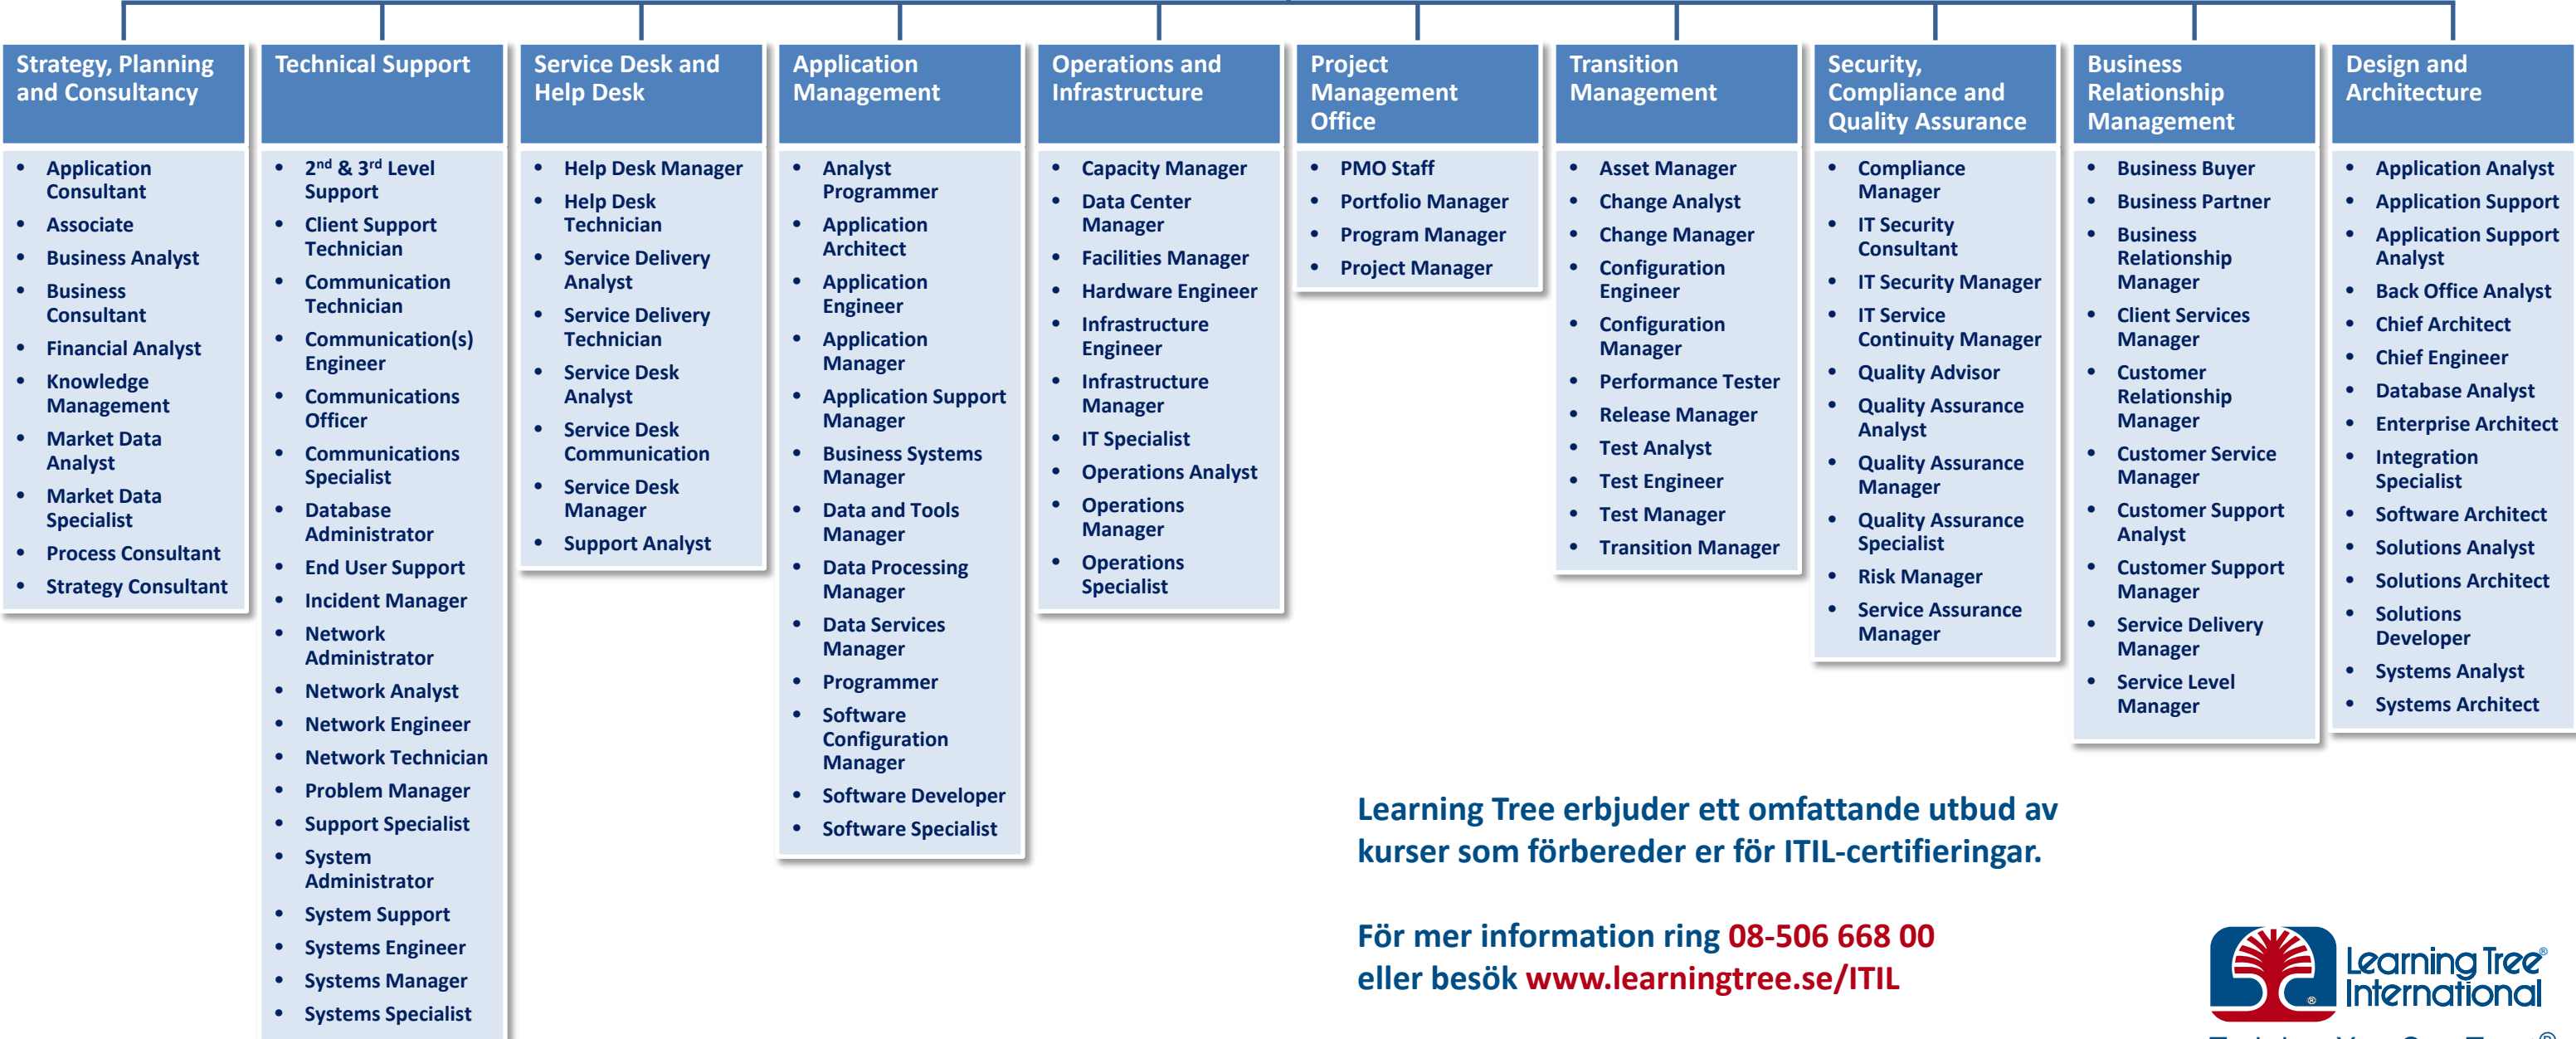 Strategy, Planning
and Consultancy
• Application
Consultant
• Associate
• Business Analyst
• Business
Consultant
• Financial Analyst
• Knowledge
Management
• Market Data
Analyst
• Market Data
Specialist
• Process Consultant
• Strategy Consultant
Technical Support
• 2nd & 3rd Level
Support
• Client Support
Technician
• Communication
Technician
• Communication(s)
Engineer
• Communications
Officer
• Communications
Specialist
• Database
Administrator
• End User Support
• Incident Manager
• Network
Administrator
• Network Analyst
• Network Engineer
• Network Technician
• Problem Manager
• Support Specialist
• System
Administrator
• System Support
• Systems Engineer
• Systems Manager
• Systems Specialist
Service Desk and
Help Desk
• Help Desk Manager
• Help Desk
Technician
• Service Delivery
Analyst
• Service Delivery
Technician
• Service Desk
Analyst
• Service Desk
Communication
• Service Desk
Manager
• Support Analyst
Application
Management
• Analyst
Programmer
• Application
Architect
• Application
Engineer
• Application
Manager
• Application Support
Manager
• Business Systems
Manager
• Data and Tools
Manager
• Data Processing
Manager
• Data Services
Manager
• Programmer
• Software
Configuration
Manager
• Software Developer
• Software Specialist
Operations and
Infrastructure
• Capacity Manager
• Data Center
Manager
• Facilities Manager
• Hardware Engineer
• Infrastructure
Engineer
• Infrastructure
Manager
• IT Specialist
• Operations Analyst
• Operations
Manager
• Operations
Specialist
Project
Management
Office
• PMO Staff
• Portfolio Manager
• Program Manager
• Project Manager
Transition
Management
• Asset Manager
• Change Analyst
• Change Manager
• Configuration
Engineer
• Configuration
Manager
• Performance Tester
• Release Manager
• Test Analyst
• Test Engineer
• Test Manager
• Transition Manager
Security,
Compliance and
Quality Assurance
• Compliance
Manager
• IT Security
Consultant
• IT Security Manager
• IT Service
Continuity Manager
• Quality Advisor
• Quality Assurance
Analyst
• Quality Assurance
Manager
• Quality Assurance
Specialist
• Risk Manager
• Service Assurance
Manager
Business
Relationship
Management
• Business Buyer
• Business Partner
• Business
Relationship
Manager
• Client Services
Manager
• Customer
Relationship
Manager
• Customer Service
Manager
• Customer Support
Analyst
• Customer Support
Manager
• Service Delivery
Manager
• Service Level
Manager
Design and
Architecture
• Application Analyst
• Application Support
• Application Support
Analyst
• Back Office Analyst
• Chief Architect
• Chief Engineer
• Database Analyst
• Enterprise Architect
• Integration
Specialist
• Software Architect
• Solutions Analyst
• Solutions Architect
• Solutions
Developer
• Systems Analyst
• Systems Architect
Learning Tree erbjuder ett omfattande utbud av
kurser som förbereder er för ITIL-certifieringar.
För mer information ring 08-506 668 00
eller besök www.learningtree.se/ITIL
Learning Tree®
International